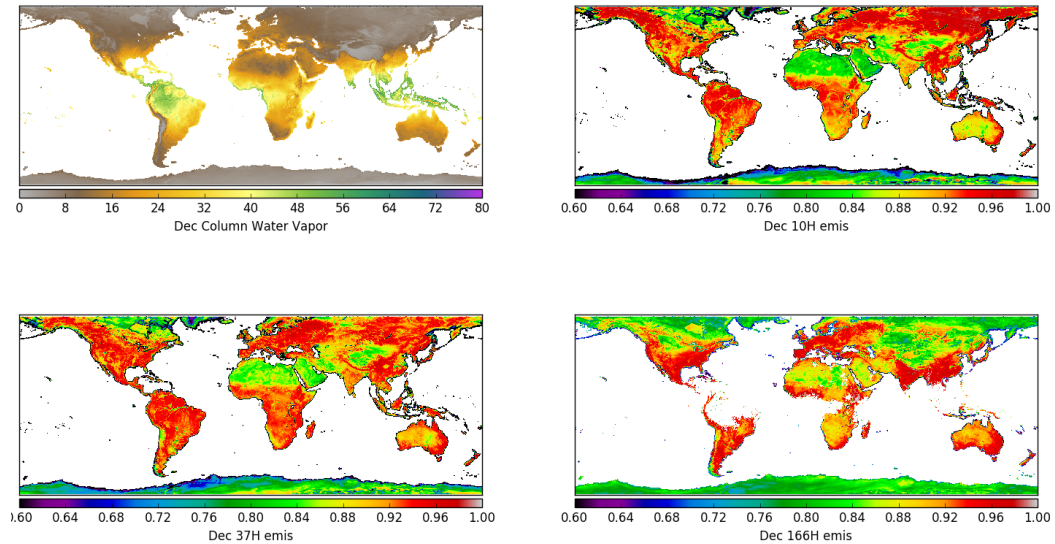 0 8 16 24 32 40 48 56 64 72 80
Dec Column Water Vapor
0.60 0.64 0.68 0.72 0.76 0.80 0.84 0.88 0.92 0.96 1.00
Dec 10H emis
.60 0.64 0.68 0.72 0.76 0.80 0.84 0.88 0.92 0.96 1.00
Dec 37H emis
0.60 0.64 0.68 0.72 0.76 0.80 0.84 0.88 0.92 0.96 1.00
Dec 166H emis